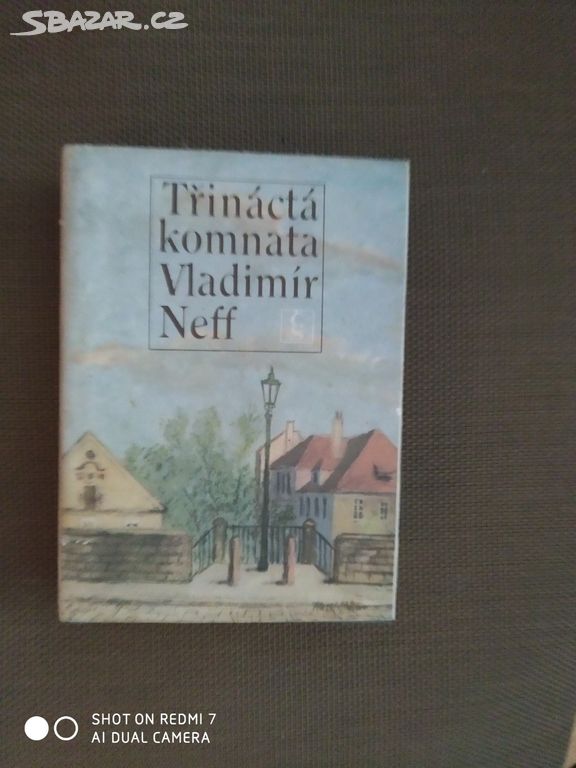 SBAZAR.CZ
Třináctá
komnata
Vladimír
Neff
SHOT ON REDMI 7
AI DUAL CAMERA